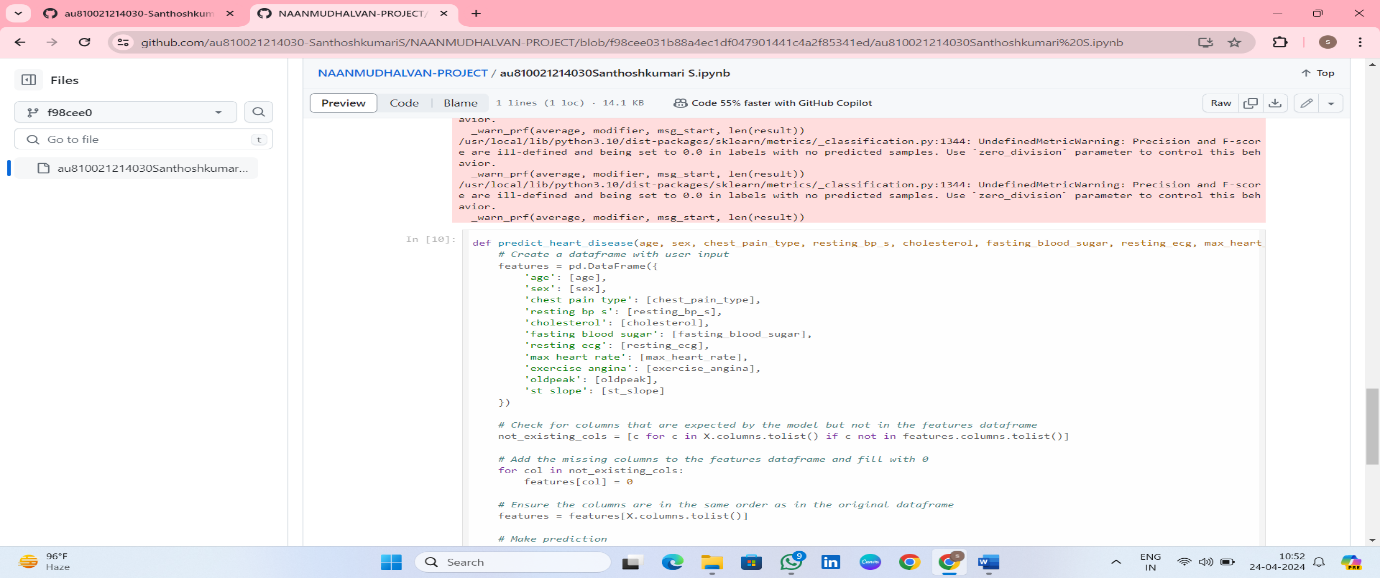 au810021214030-Santhoshkum
NAANMUDHALVAN-PROJECT/
github.com/au810021214030-SanthoshkumariS/NAANMUDHALVAN-PROJECT/blob/f98cee031b88a4ec1df047901441c4a2f85341ed/au810021214030Santhoshkumari%20S.ipynb
s
Files
NAANMUDHALVAN-PROJECT / au810021214030Santhoshkumari S.ipynb
Top
f98cee0
Preview Code Blame 1 lines (1 loc) · 14.1 KB Code 55% faster with GitHub Copilot
Raw
Go to file
t
au810021214030Santhoshkumar...
avior.
_warn_prf(average, modifier, msg_start, len(result))
/usr/local/lib/python3.10/dist-packages/sklearn/metrics/_classification.py:1344: UndefinedMetricWarning: Precision and F-scor
e are ill-defined and being set to 0.0 in labels with no predicted samples. Use `zero_division` parameter to control this beh
avior.
_warn_prf(average, modifier, msg_start, len(result))
/usr/local/lib/python3.10/dist-packages/sklearn/metrics/_classification.py:1344: UndefinedMetricWarning: Precision and F-scor
e are ill-defined and being set to 0.0 in labels with no predicted samples. Use `zero_division` parameter to control this beh
avior.
_warn_prf(average, modifier, msg_start, len(result))
In [10]:
def predict_heart_disease(age, sex, chest_pain_type, resting_bp_s, cholesterol, fasting_blood_sugar, resting_ecg, max_heart
# Create a dataframe with user input
features = pd.DataFrame({
'age': [age],
'sex': [sex],
'chest pain type': [chest_pain_type],
'resting bp s': [resting_bp_s],
'cholesterol': [cholesterol],
'fasting blood sugar': [fasting_blood_sugar],
'resting ecg': [resting_ecg],
'max heart rate': [max_heart_rate],
'exercise angina': [exercise_angina],
'oldpeak': [oldpeak],
'st slope': [st_slope]
})
# Check for columns that are expected by the model but not in the features dataframe
not_existing_cols = [c for c in X.columns.tolist() if c not in features.columns.tolist()]
# Add the missing columns to the features dataframe and fill with 0
for col in not_existing_cols:
features[col] = 0
# Ensure the columns are in the same order as in the original dataframe
features = features[X.columns.tolist()]
# Make prediction
96°F
Haze
Search
9
ENG
IN
10:52
24-04-2024